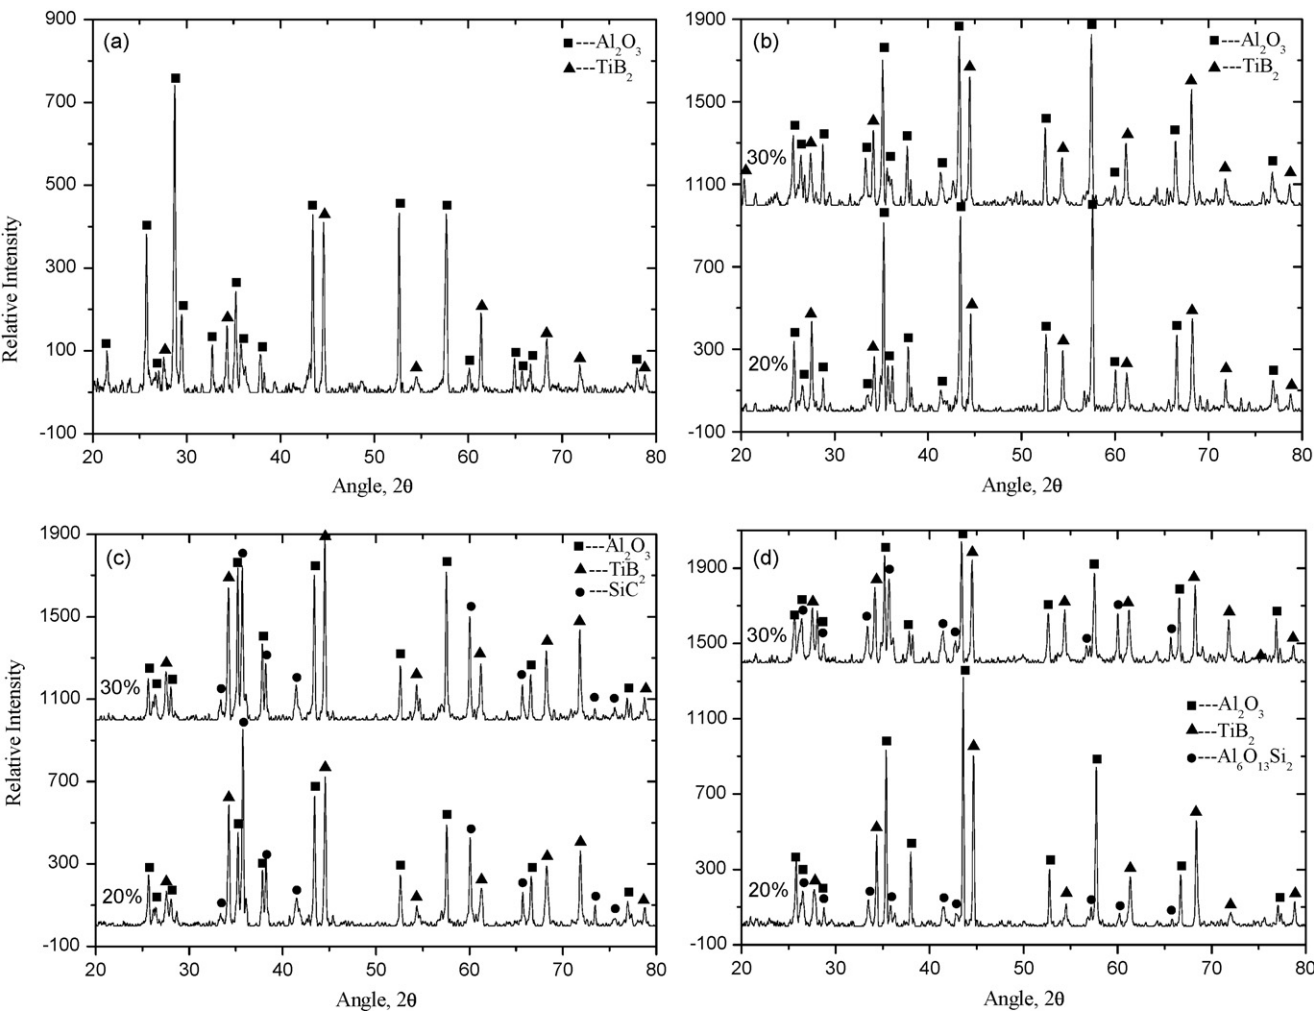 (a)
■---Al₂O₃
▲---TiB₂
900
700
500
300
100
-100
20 30 40 50 60 70 80
Relative Intensity
Angle, 2θ
(b)
■---Al₂O₃
▲---TiB₂
1900
1500
1100
700
300
-100
30%
20%
20 30 40 50 60 70 80
Angle, 2θ
(c)
■---Al₂O₃
▲---TiB₂
●---SiC
1900
1500
1100
700
300
-100
30%
20%
20 30 40 50 60 70 80
Relative Intensity
Angle, 2θ
(d)
1900
1500
1100
700
300
-100
30%
■---Al₂O₃
▲---TiB₂
●---Al₆O₁₃Si₂
20%
20 30 40 50 60 70 80
Angle, 2θ